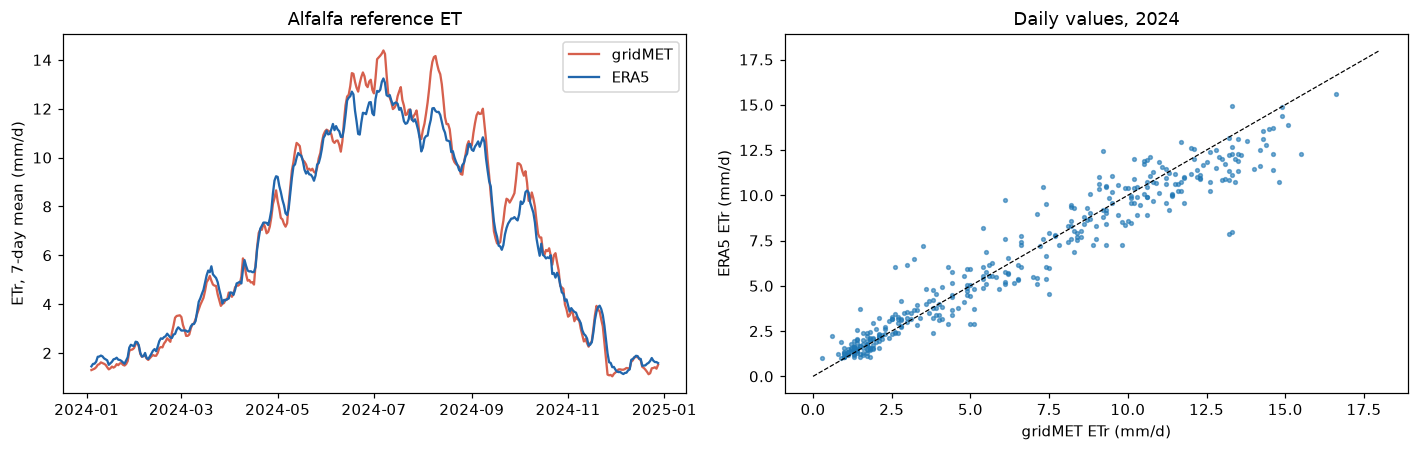 Alfalfa reference ET
ETr, 7-day mean (mm/d)
14
12
10
8
6
4
2
gridMET
ERA5
2024-01 2024-03 2024-05 2024-07 2024-09 2024-11 2025-01
Daily values, 2024
ERA5 ETr (mm/d)
17.5
15.0
12.5
10.0
7.5
5.0
2.5
0.0
0.0 2.5 5.0 7.5 10.0 12.5 15.0 17.5
gridMET ETr (mm/d)